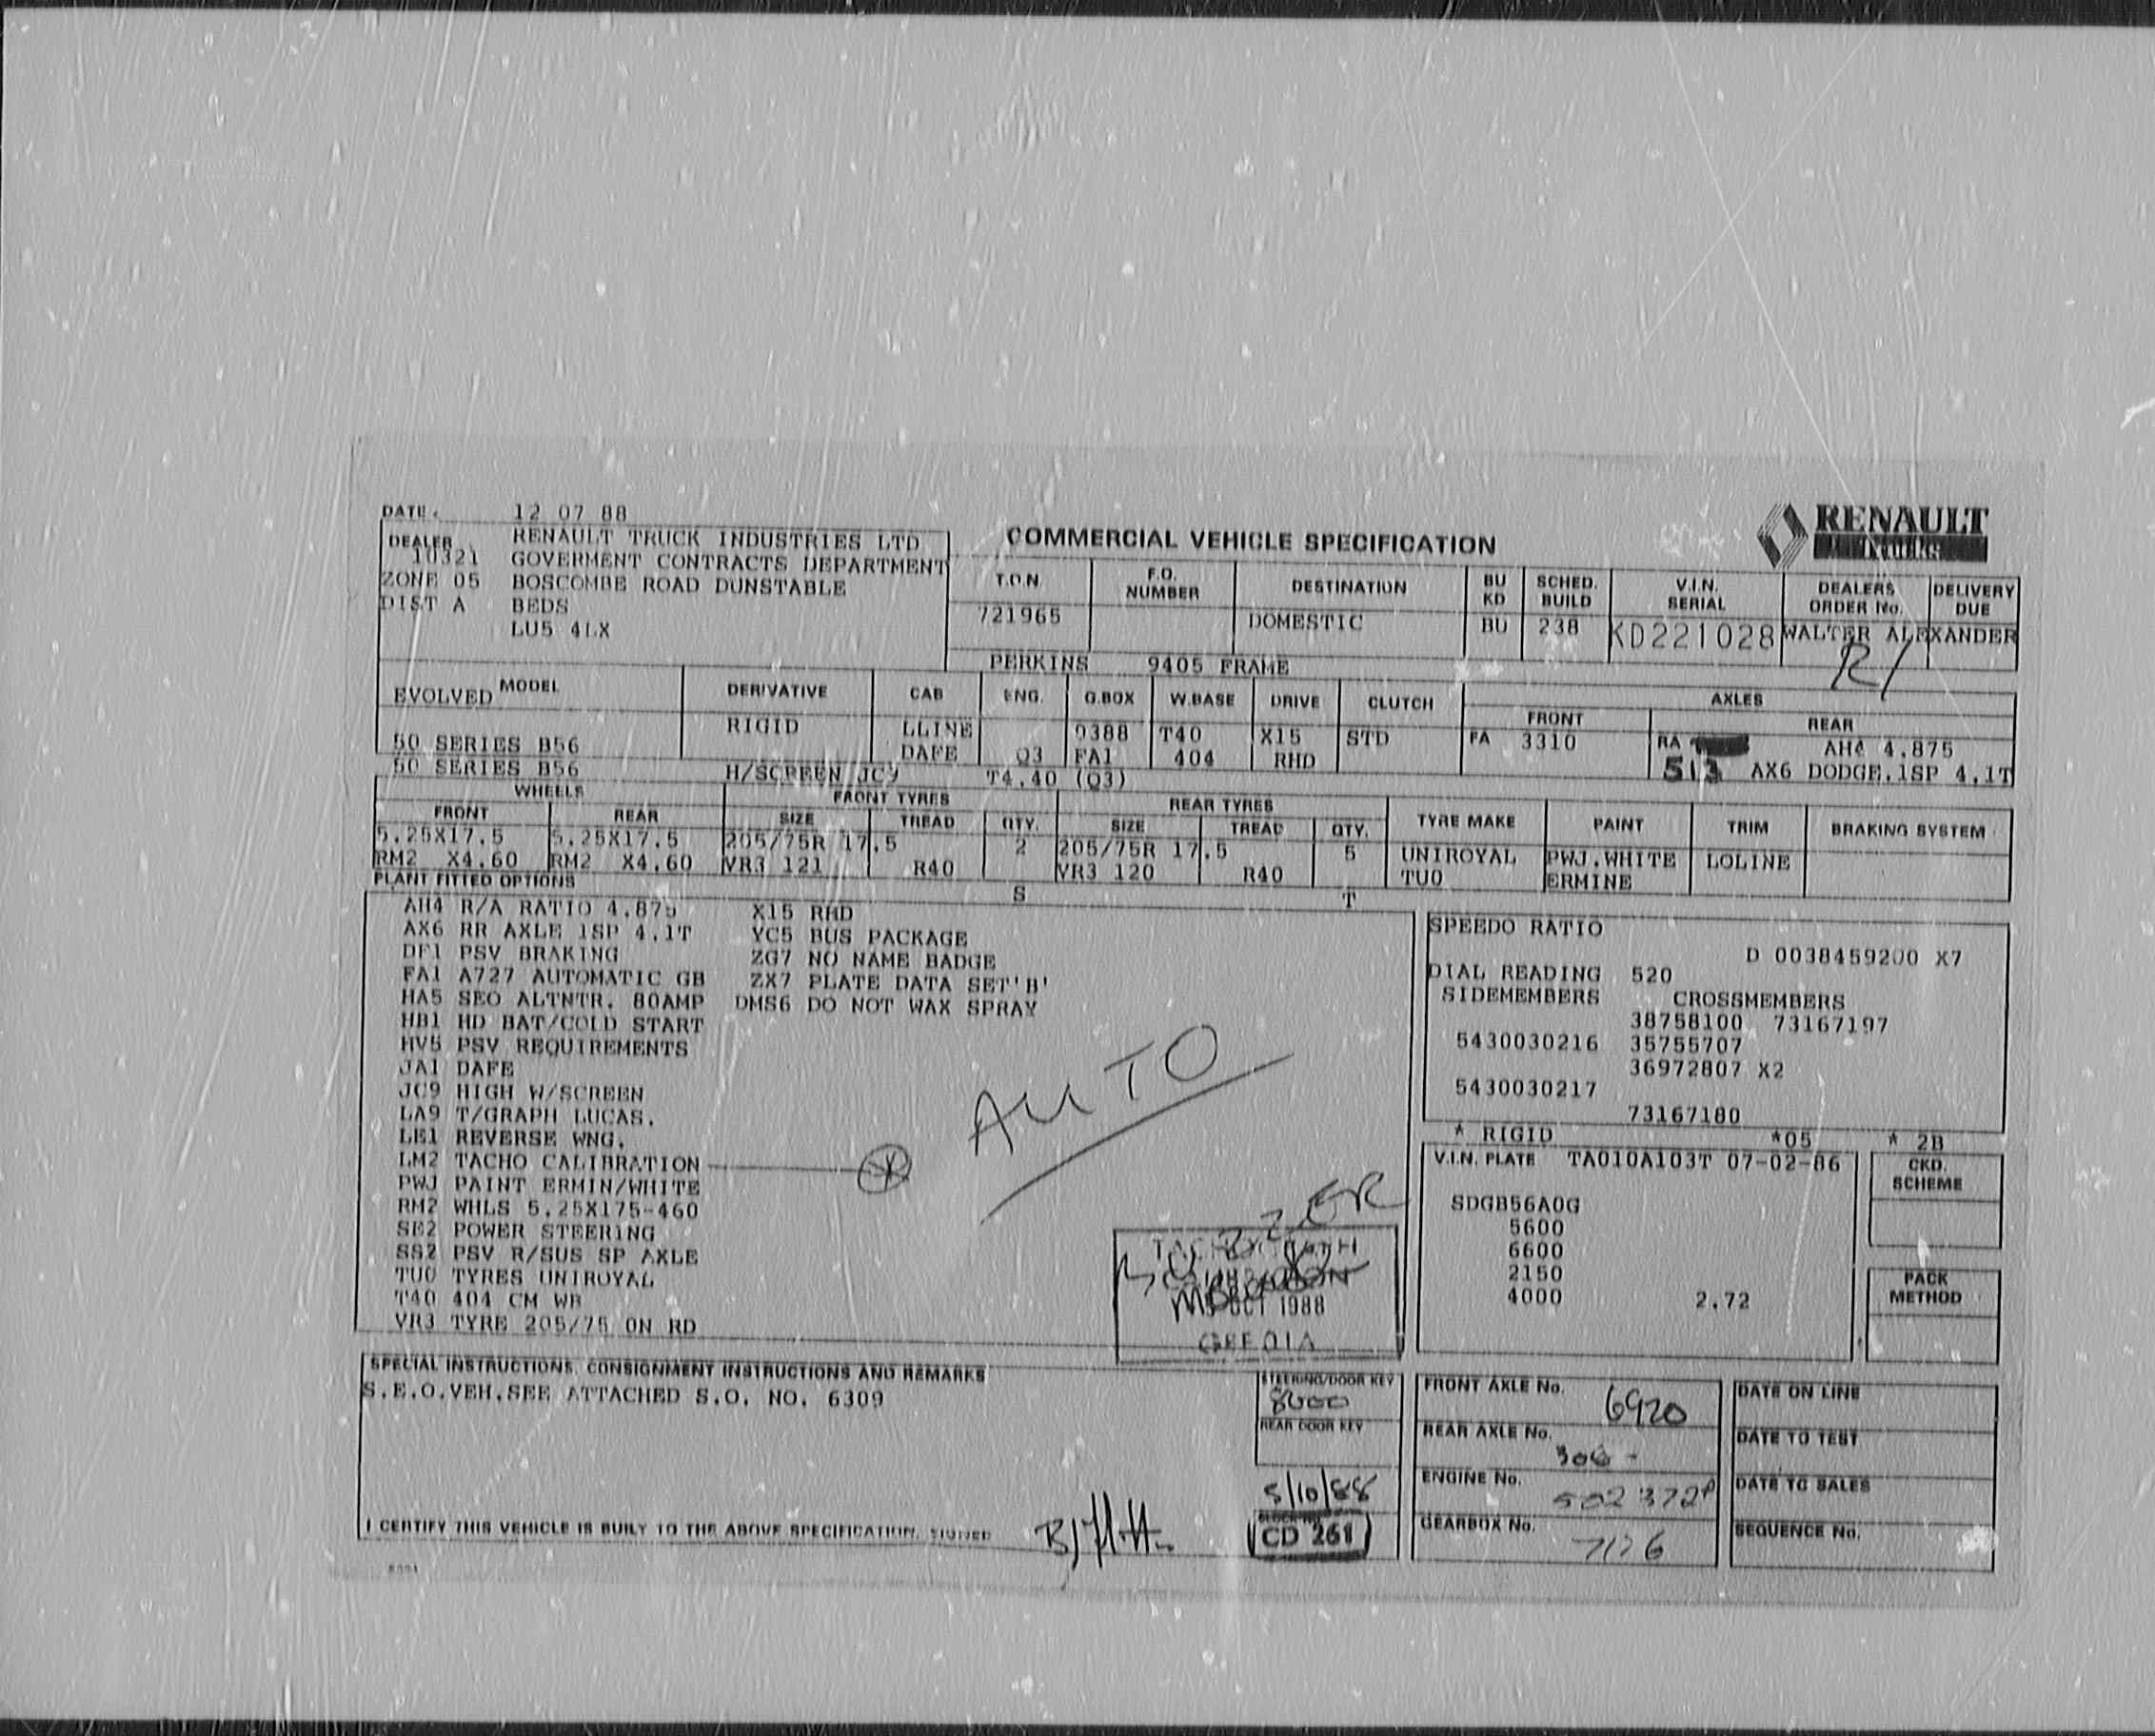 DATE. 12 07 88
DEALER RENAULT TRUCK INDUSTRIES LTD
10321 GOVERMENT CONTRACTS DEPARTMENT
ZONE 05 BOSCOMBE ROAD DUNSTABLE
DIST A BEDS
LU5 4LX
COMMERCIAL VEHICLE SPECIFICATION
RENAULT
T.O.N. F.O. NUMBER DESTINATION BU KD SCHED. BUILD V.I.N. SERIAL DEALERS ORDER No. DELIVERY DUE
721965 DOMESTIC BU 238 KD221028 WALTER ALEXANDER
PERKINS 9405 FRAME
MODEL DERIVATIVE CAB ENG. G.BOX W.BASE DRIVE CLUTCH AXLES
EVOLVED FRONT REAR
RIGID LLINE 0388 T40 X15 STD FA 3310 RA AH4 4.875
50 SERIES B56 DAFE Q3 FA1 404 RHD 513 AX6 DODGE.1SP 4.1T
50 SERIES B56 H/SCREEN JC9 T4.40 (Q3)
WHEELS FRONT TYRES REAR TYRES
FRONT REAR SIZE TREAD QTY. SIZE TREAD QTY. TYRE MAKE PAINT TRIM BRAKING SYSTEM
5.25X17.5 5.25X17.5 205/75R 17.5 2 205/75R 17.5 5 UNIROYAL PWJ.WHITE LOLINE
RM2 X4.60 RM2 X4.60 VR3 121 R40 VR3 120 R40 TUO ERMINE
PLANT FITTED OPTIONS S T
AH4 R/A RATIO 4.875 X15 RHD
AX6 RR AXLE 1SP 4.1T YC5 BUS PACKAGE
DF1 PSV BRAKING ZG7 NO NAME BADGE
FA1 A727 AUTOMATIC GB ZX7 PLATE DATA SET'B'
HA5 SEO ALTNTR. 80AMP DMS6 DO NOT WAX SPRAY
HB1 HD BAT/COLD START
HV5 PSV REQUIREMENTS
JA1 DAFE
JC9 HIGH W/SCREEN
LA9 T/GRAPH LUCAS.
LE1 REVERSE WNG.
LM2 TACHO CALIBRATION
PWJ PAINT ERMIN/WHITE
RM2 WHLS 5.25X175-460
SE2 POWER STEERING
SS2 PSV R/SUS SP AXLE
TUO TYRES UNIROYAL
T40 404 CM WB
VR3 TYRE 205/75 ON RD
AUTO
TACHOGRAPH
CALIBRATION
OCT 1988
SPEEDO RATIO
D 0038459200 X7
DIAL READING 520
SIDEMEMBERS CROSSMEMBERS
38758100 73167197
5430030216 35755707
36972807 X2
5430030217
73167180
* RIGID *05 * 2B
V.I.N. PLATE TA010A103T 07-02-86
SDGB56A0G
5600
6600
2150
4000 2.72
CKD. SCHEME
PACK METHOD
SPECIAL INSTRUCTIONS, CONSIGNMENT INSTRUCTIONS AND REMARKS
S.E.O.VEH.SEE ATTACHED S.O. NO. 6309
STEERING/DOOR KEY
8600
REAR DOOR KEY
5/10/88
CD 261
FRONT AXLE No. 6920
REAR AXLE No. 306
ENGINE No.
GEARBOX No. 7126
DATE ON LINE
DATE TO TEST
DATE TO SALES
SEQUENCE No.
I CERTIFY THIS VEHICLE IS BUILT TO THE ABOVE SPECIFICATION. SIGNED